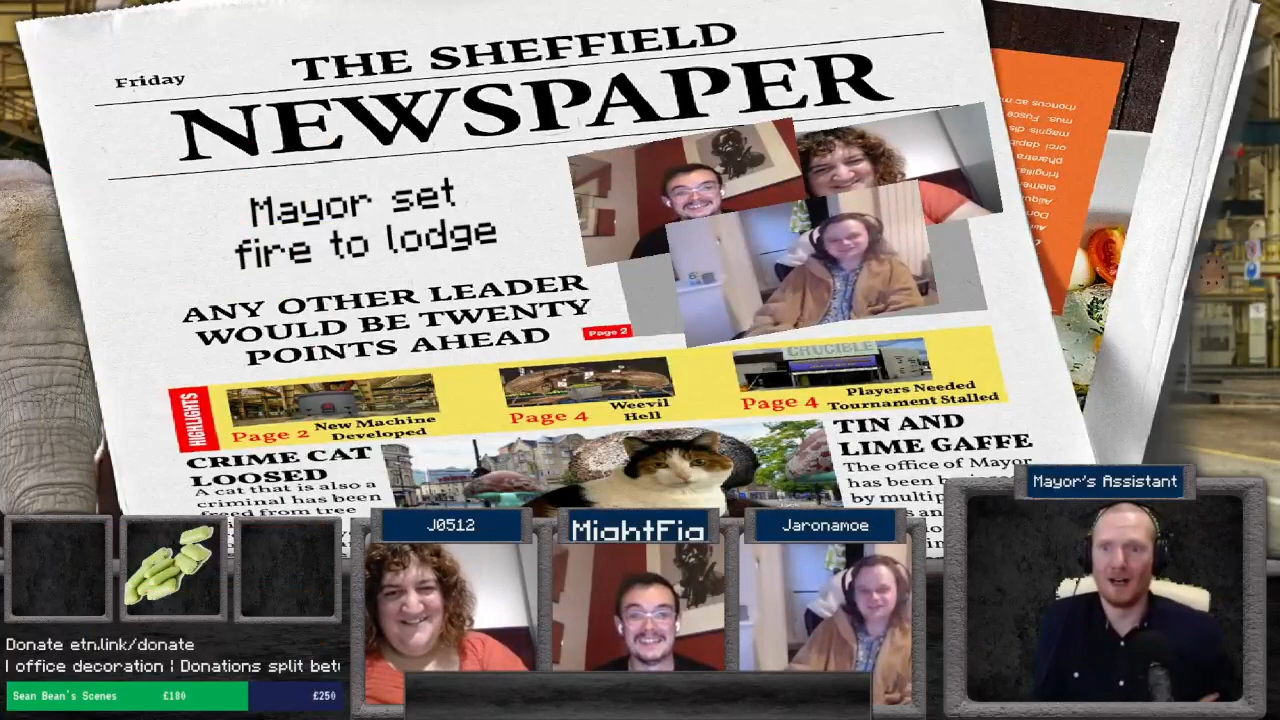 Friday
THE SHEFFIELD
NEWSPAPER
Mayor set
fire to lodge
ANY OTHER LEADER
WOULD BE TWENTY
POINTS AHEAD
Page 2
HIGHLIGHTS
Page 2 New Machine
Developed
Page 4 Weevil
Hell
CRUCIBLE
Page 4 Players Needed
Tournament Stalled
CRIME CAT
LOOSED
A cat that is also a
criminal has been
freed from tree
TIN AND
LIME GAFFE
The office of Mayor
has been
by multip
Mayor's Assistant
J0512
MightFig
Jaronamoe
Donate etn.link/donate
office decoration | Donations split bet
Sean Bean's Scenes £180 £250